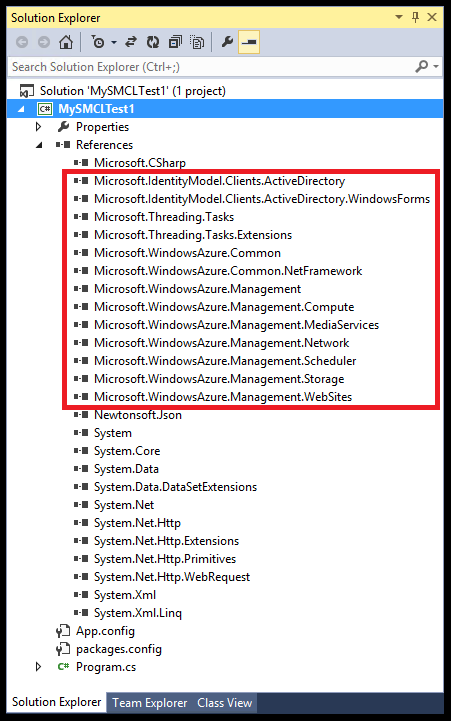 Solution Explorer
Search Solution Explorer (Ctrl+;)
Solution 'MySMCLTest1' (1 project)
C# MySMCLTest1
Properties
References
Microsoft.CSharp
Microsoft.IdentityModel.Clients.ActiveDirectory
Microsoft.IdentityModel.Clients.ActiveDirectory.WindowsForms
Microsoft.Threading.Tasks
Microsoft.Threading.Tasks.Extensions
Microsoft.WindowsAzure.Common
Microsoft.WindowsAzure.Common.NetFramework
Microsoft.WindowsAzure.Management
Microsoft.WindowsAzure.Management.Compute
Microsoft.WindowsAzure.Management.MediaServices
Microsoft.WindowsAzure.Management.Network
Microsoft.WindowsAzure.Management.Scheduler
Microsoft.WindowsAzure.Management.Storage
Microsoft.WindowsAzure.Management.WebSites
Newtonsoft.Json
System
System.Core
System.Data
System.Data.DataSetExtensions
System.Net
System.Net.Http
System.Net.Http.Extensions
System.Net.Http.Primitives
System.Net.Http.WebRequest
System.Xml
System.Xml.Linq
App.config
packages.config
C# Program.cs
Solution Explorer Team Explorer Class View